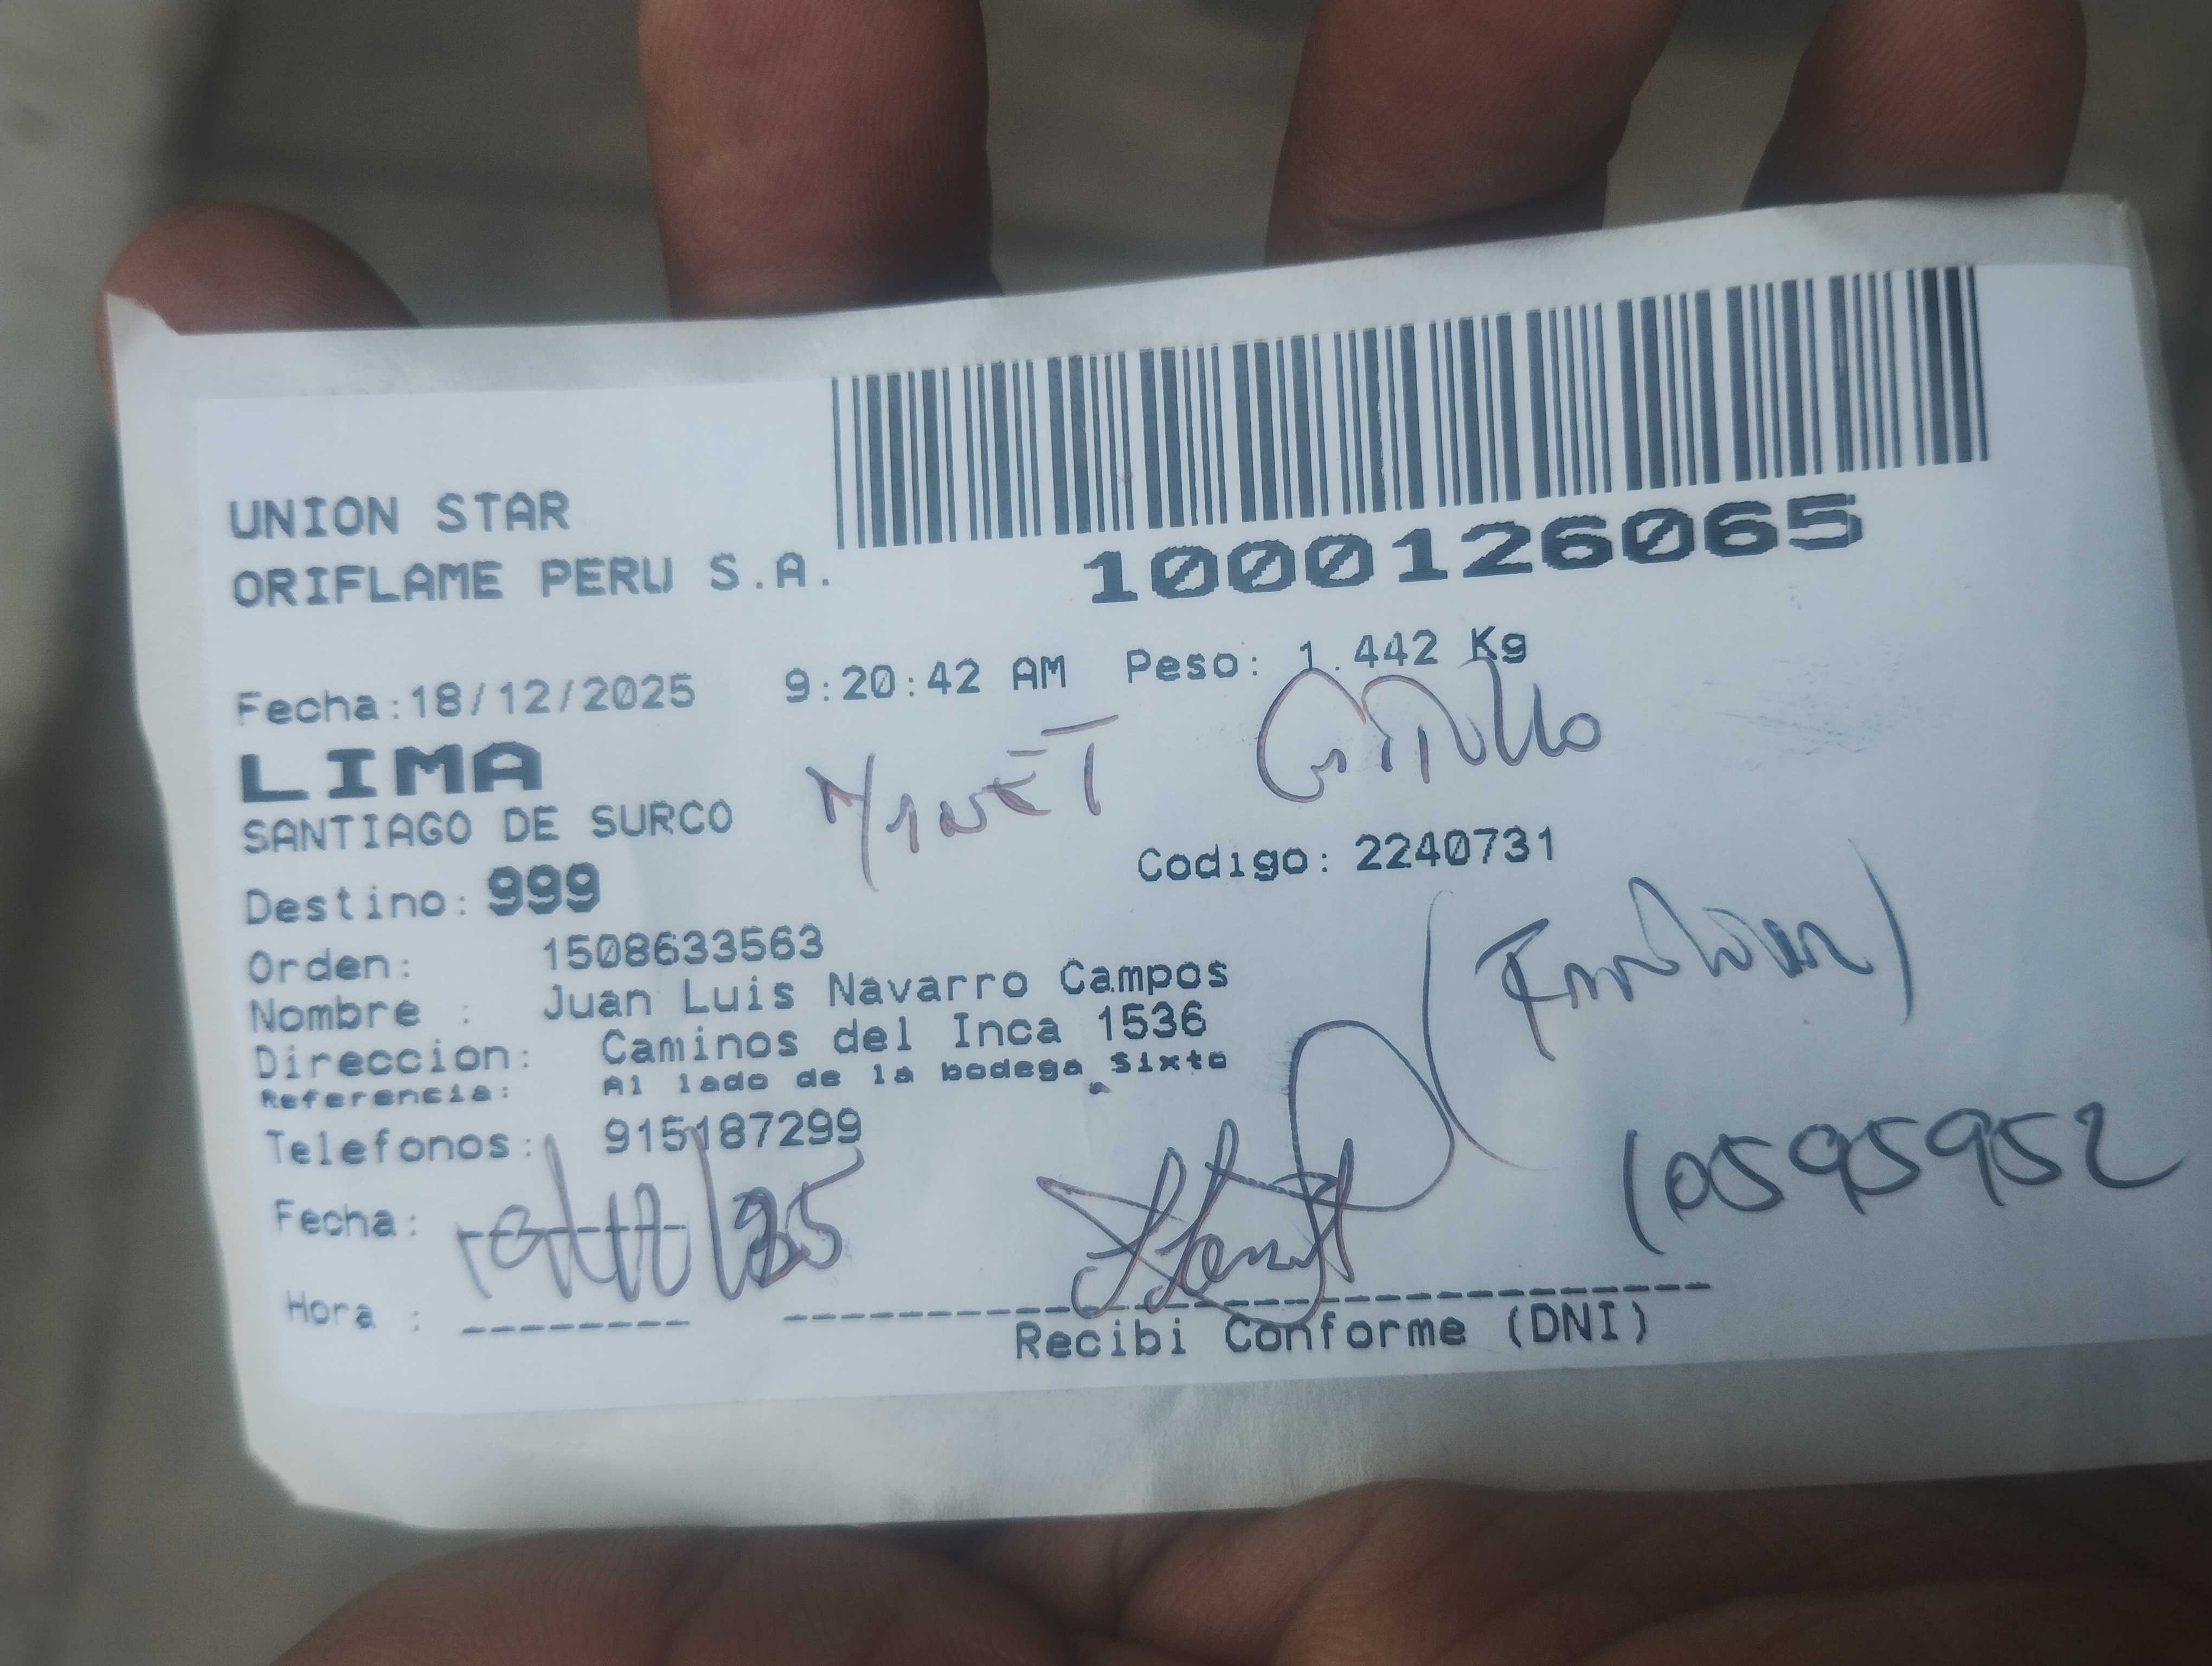 UNION STAR
ORIFLAME PERU S.A.
1000126065
Fecha:18/12/2025 9:20:42 AM Peso: 1.442 Kg
LIMA
SANTIAGO DE SURCO
Destino: 999 Codigo: 2240731
Orden: 1508633563
Nombre : Juan Luis Navarro Campos
Direccion: Caminos del Inca 1536
Referencia: Al lado de la bodega Sixto
Telefonos: 915187299
10595952
Fecha:
Hora :
Recibi Conforme (DNI)